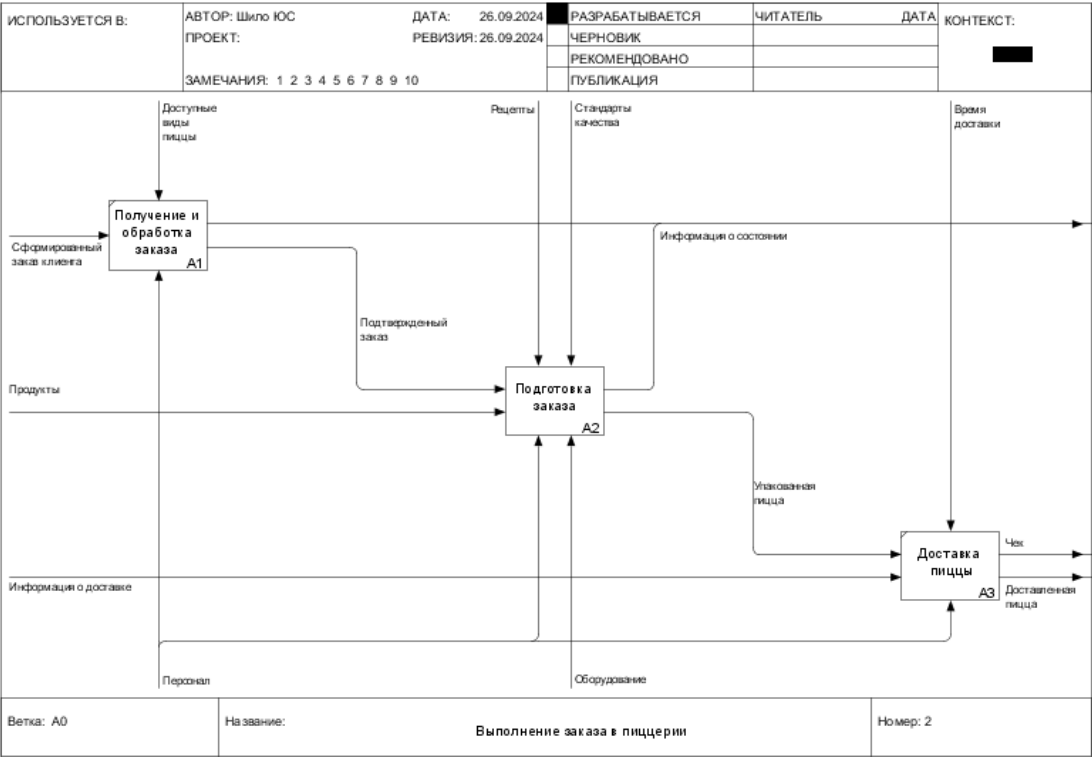 ИСПОЛЬЗУЕТСЯ В:
АВТОР: Шило ЮС
ДАТА: 26.09.2024
ПРОЕКТ:
РЕВИЗИЯ: 26.09.2024
ЗАМЕЧАНИЯ: 1 2 3 4 5 6 7 8 9 10
РАЗРАБАТЫВАЕТСЯ
ЧЕРНОВИК
РЕКОМЕНДОВАНО
ПУБЛИКАЦИЯ
ЧИТАТЕЛЬ
ДАТА
КОНТЕКСТ:
Доступные
виды
пиццы
Рецепты
Стандарты
качества
Время
доставки
Получение и
обработка
заказа
A1
Сформированный
заказ клиента
Информация о состоянии
Подтвержденный
заказ
Продукты
Подготовка
заказа
A2
Упакованная
пицца
Доставка
пиццы
A3
Чек
Доставленная
пицца
Информация о доставке
Персонал
Оборудование
Ветка: A0
Название:
Выполнение заказа в пиццерии
Номер: 2